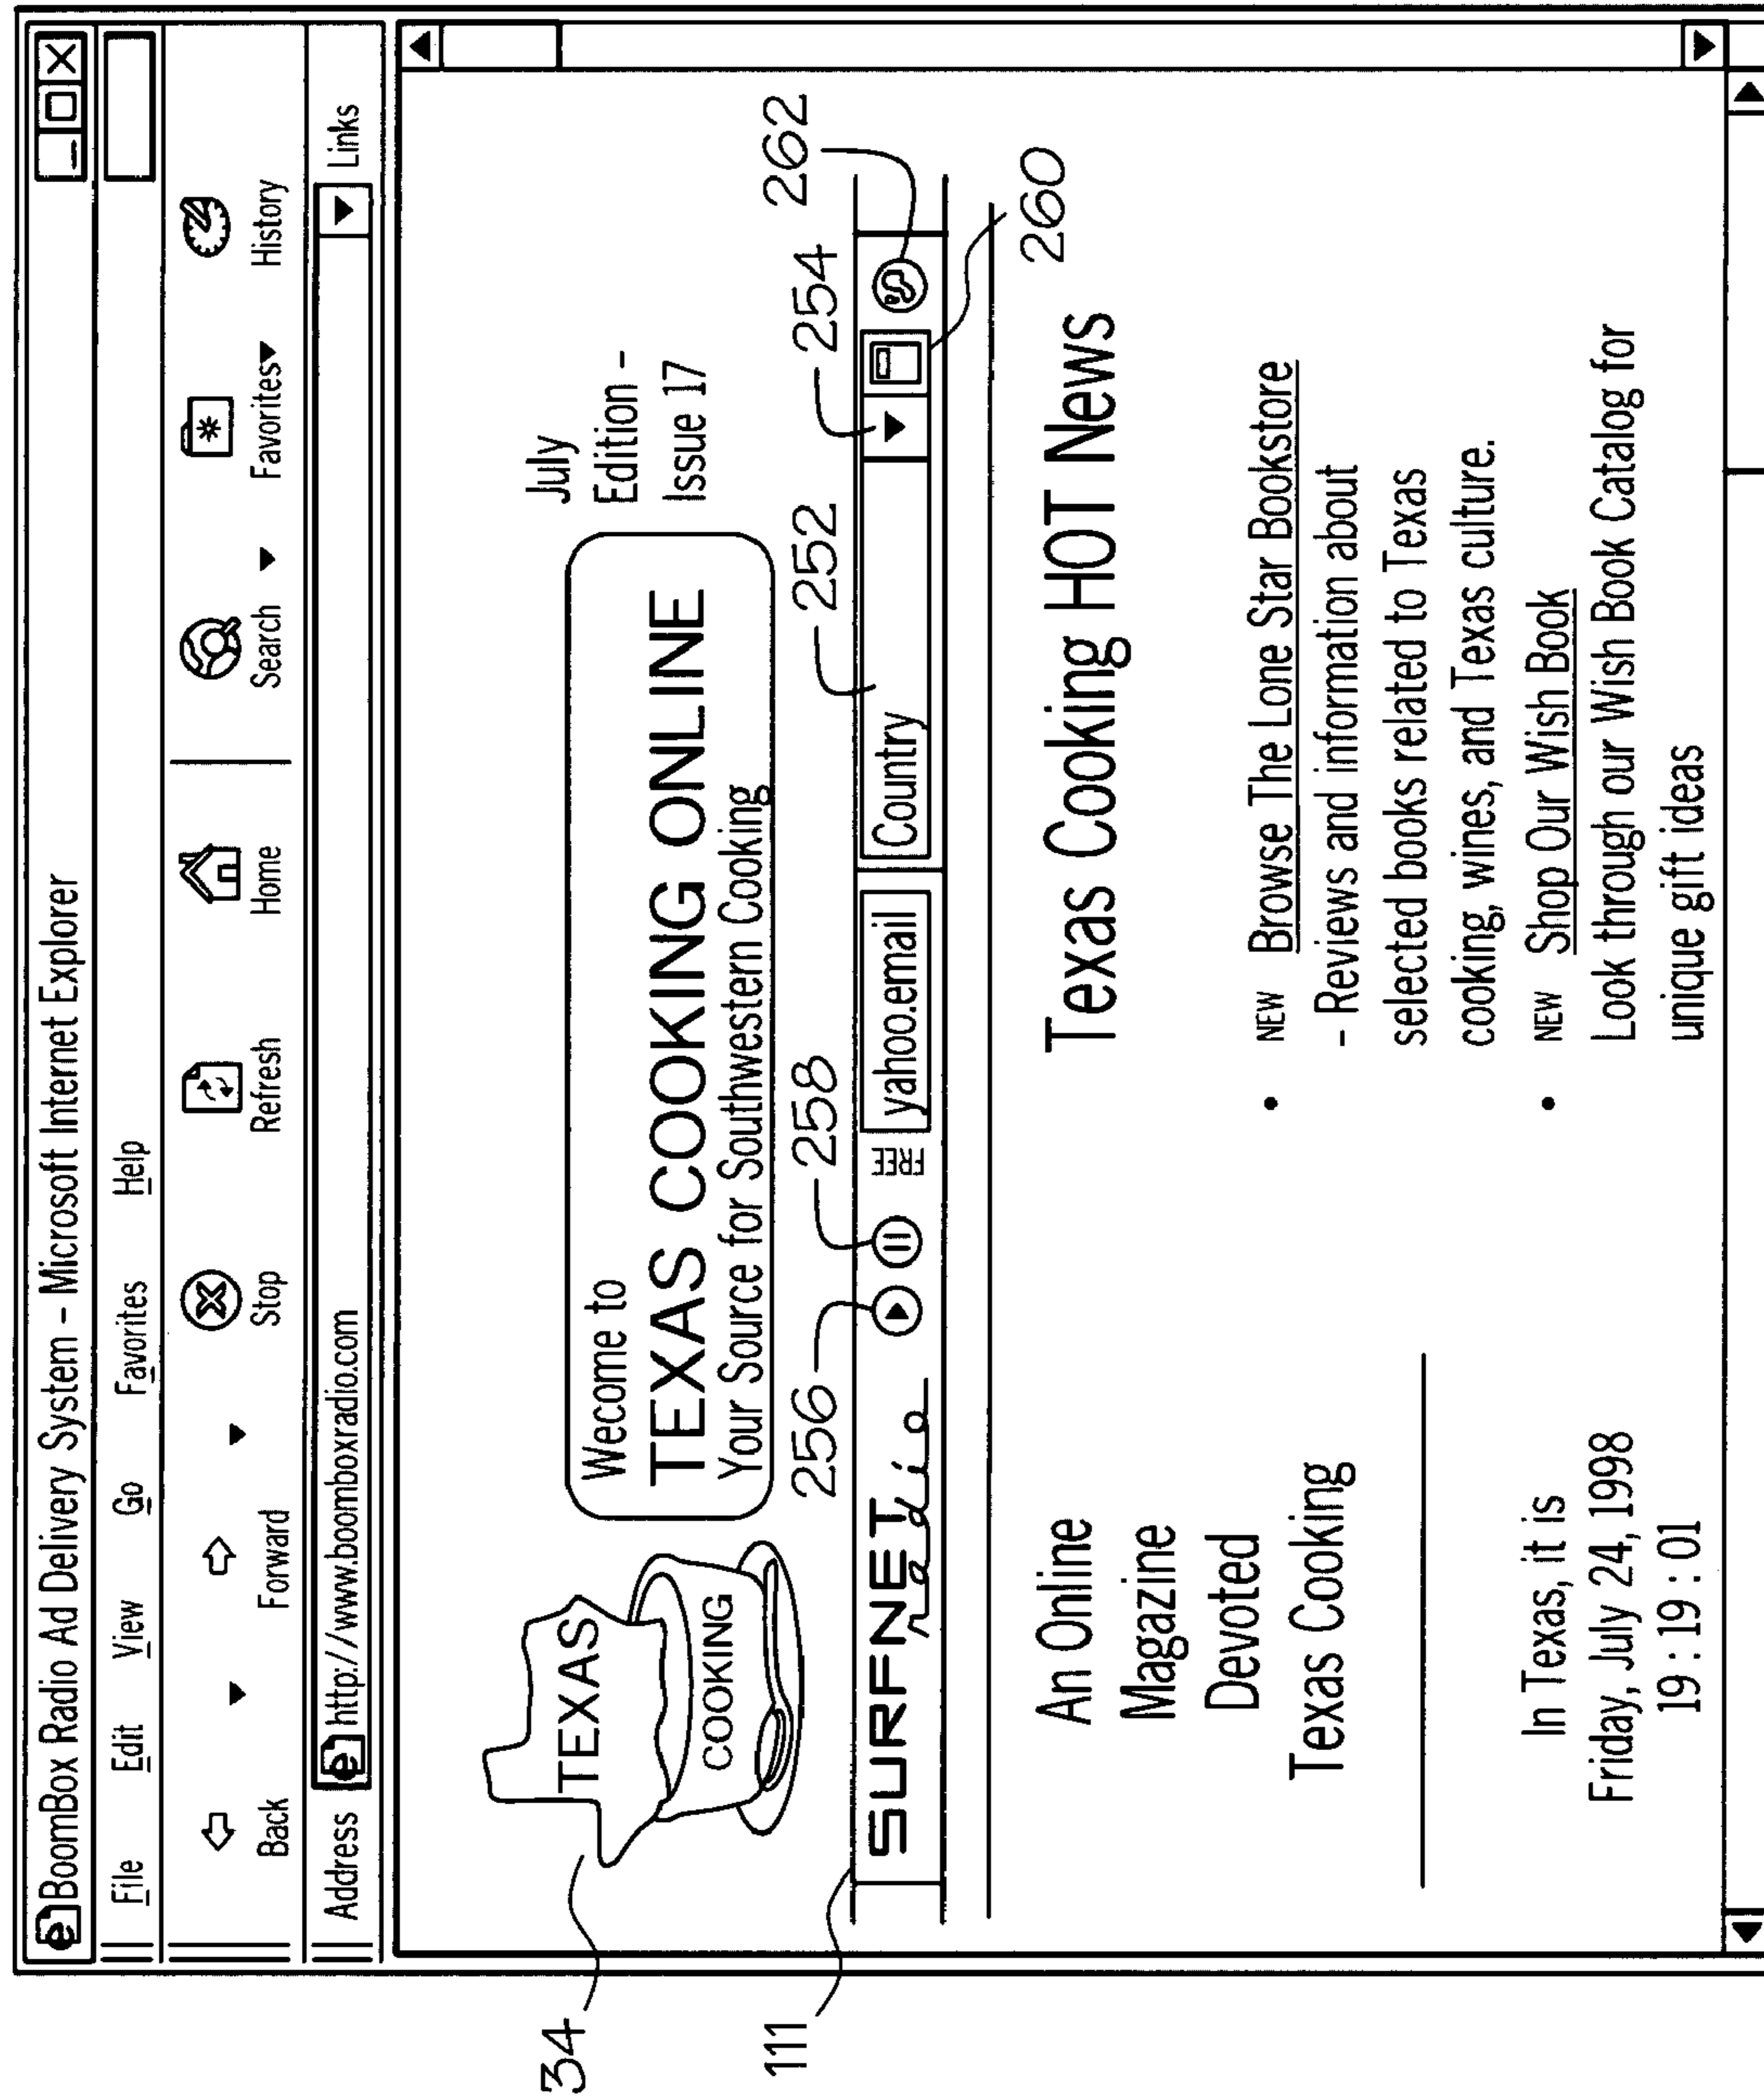 BoomBox Radio Ad Delivery System - Microsoft Internet Explorer
File Edit View Go Favorites Help
Back Forward Stop Refresh Home Search Favorites History
Address http://www.boomboxradio.com Links
34
TEXAS
COOKING
Wecome to
TEXAS COOKING ONLINE
Your Source for Southwestern Cooking
July
Edition -
Issue 17
256 258 252 254 262
111
SURFNET radio FREE yahoo.email Country
260
An Online
Magazine
Devoted
Texas Cooking
In Texas, it is
Friday, July 24, 1998
19 : 19 : 01
Texas Cooking HOT News
• NEW Browse The Lone Star Bookstore
- Reviews and information about
selected books related to Texas
cooking, wines, and Texas culture.
• NEW Shop Our Wish Book
Look through our Wish Book Catalog for
unique gift ideas